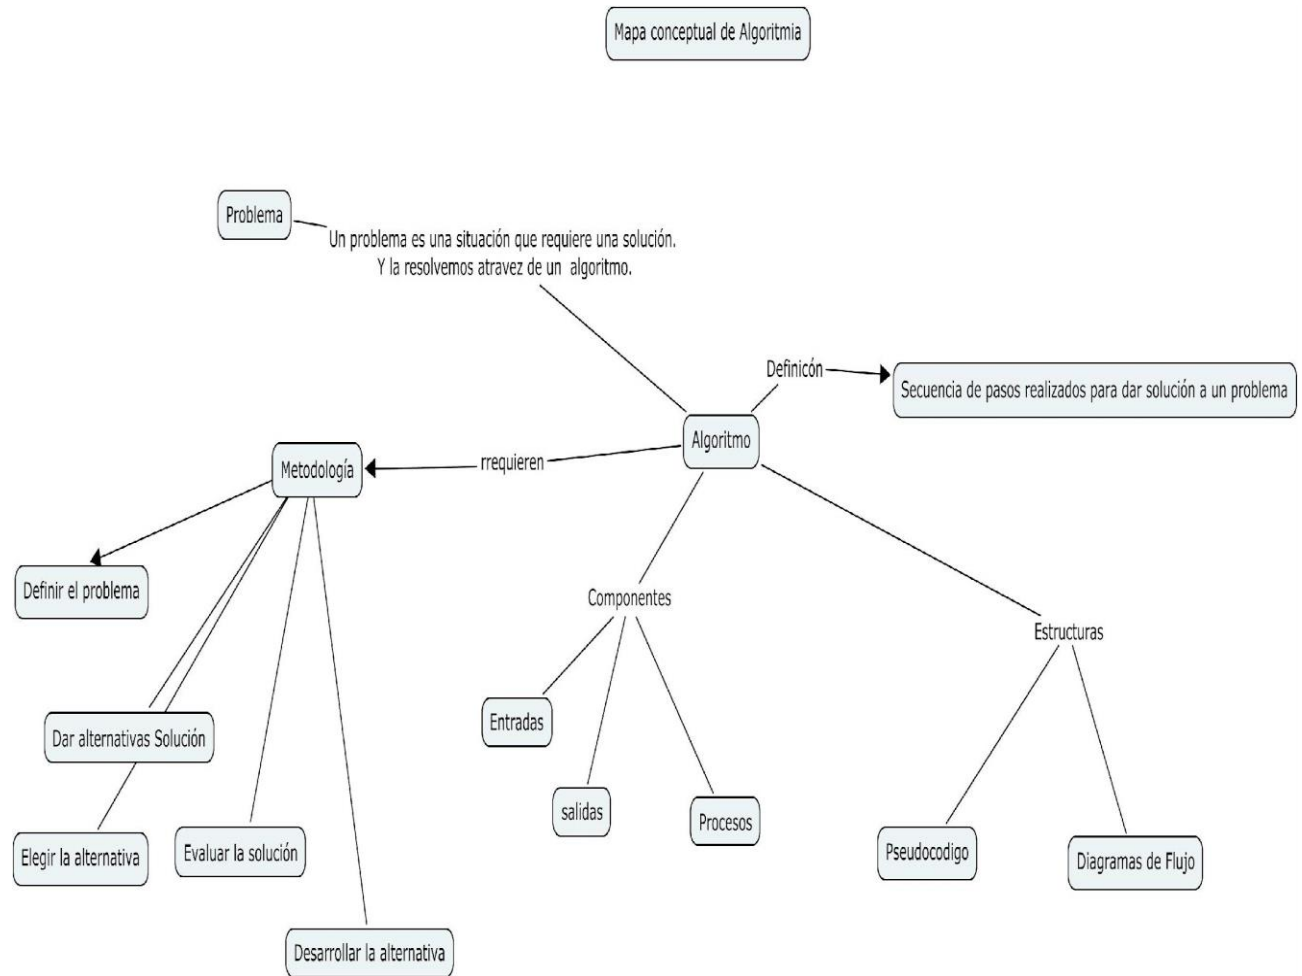 Mapa conceptual de Algoritmia
Problema
Un problema es una situación que requiere una solución.
Y la resolvemos atravez de un algoritmo.
Definicón
Secuencia de pasos realizados para dar solución a un problema
Algoritmo
rrequieren
Metodología
Definir el problema
Componentes
Estructuras
Entradas
Dar alternativas Solución
salidas
Procesos
Elegir la alternativa
Evaluar la solución
Pseudocodigo
Diagramas de Flujo
Desarrollar la alternativa